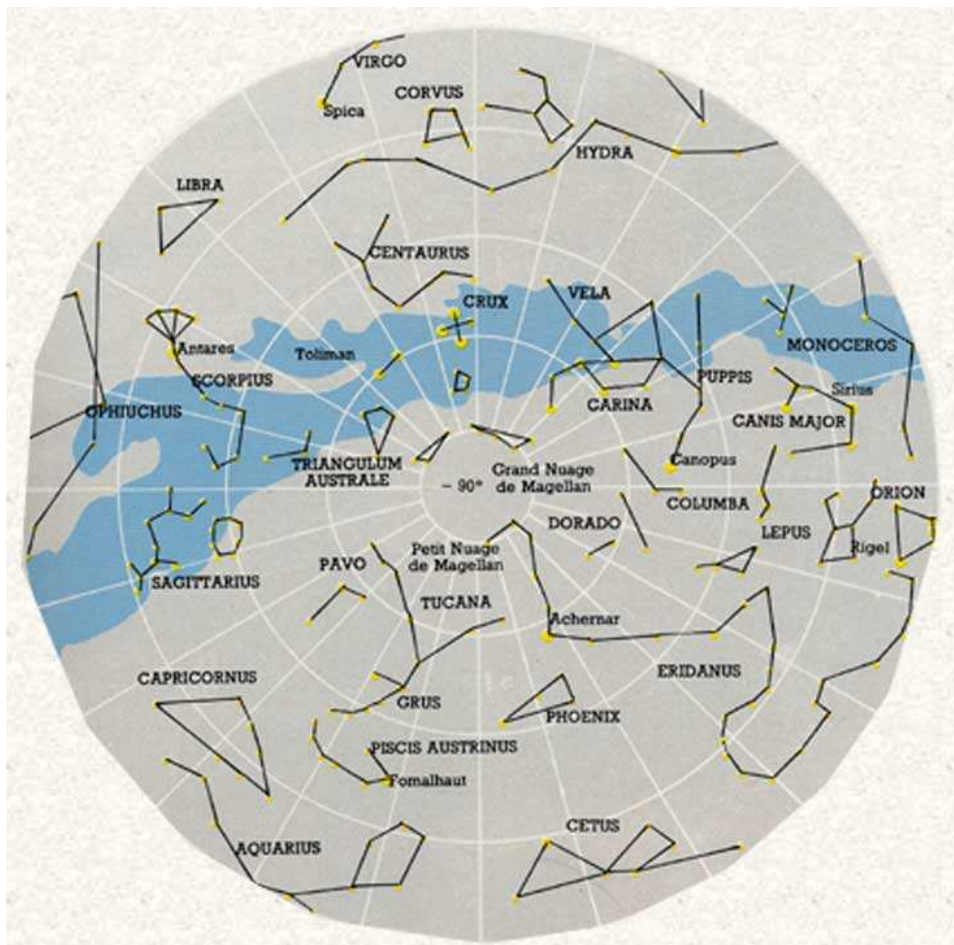 VIRGO
CORVUS
Spica
HYDRA
LIBRA
CENTAURUS
VELA
CRUX
MONOCEROS
Antares
Toliman
SCORPIUS
PUPPIS
Sirius
CARINA
OPHIUCHUS
CANIS MAJOR
TRIANGULUM
AUSTRALE
Canopus
Grand Nuage
de Magellan
- 90°
ORION
COLUMBA
DORADO
LEPUS
Rigel
Petit Nuage
de Magellan
PAVO
SAGITTARIUS
TUCANA
Achernar
ERIDANUS
CAPRICORNUS
GRUS
PHOENIX
PISCIS AUSTRINUS
Fomalhaut
CETUS
AQUARIUS